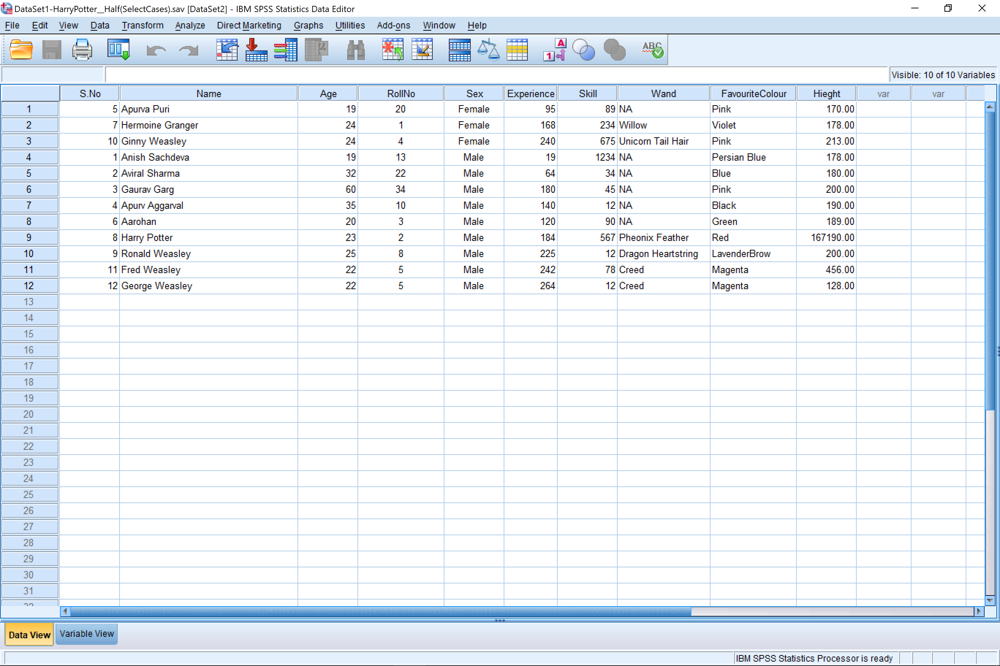 DataSet1-HarryPotter__Half(SelectCases).sav [DataSet2] - IBM SPSS Statistics Data Editor
File Edit View Data Transform Analyze Direct Marketing Graphs Utilities Add-ons Window Help
Visible: 10 of 10 Variables
S.No Name Age RollNo Sex Experience Skill Wand FavouriteColour Hieght var var
1 5 Apurva Puri 19 20 Female 95 89 NA Pink 170.00
2 7 Hermoine Granger 24 1 Female 168 234 Willow Violet 178.00
3 10 Ginny Weasley 24 4 Female 240 675 Unicorn Tail Hair Pink 213.00
4 1 Anish Sachdeva 19 13 Male 19 1234 NA Persian Blue 178.00
5 2 Aviral Sharma 32 22 Male 64 34 NA Blue 180.00
6 3 Gaurav Garg 60 34 Male 180 45 NA Pink 200.00
7 4 Apurv Aggarval 35 10 Male 140 12 NA Black 190.00
8 6 Aarohan 20 3 Male 120 90 NA Green 189.00
9 8 Harry Potter 23 2 Male 184 567 Pheonix Feather Red 167190.00
10 9 Ronald Weasley 25 8 Male 225 12 Dragon Heartstring LavenderBrow 200.00
11 11 Fred Weasley 22 5 Male 242 78 Creed Magenta 456.00
12 12 George Weasley 22 5 Male 264 12 Creed Magenta 128.00
13
14
15
16
17
18
19
20
21
22
23
24
25
26
27
28
29
30
31
Data View Variable View
IBM SPSS Statistics Processor is ready